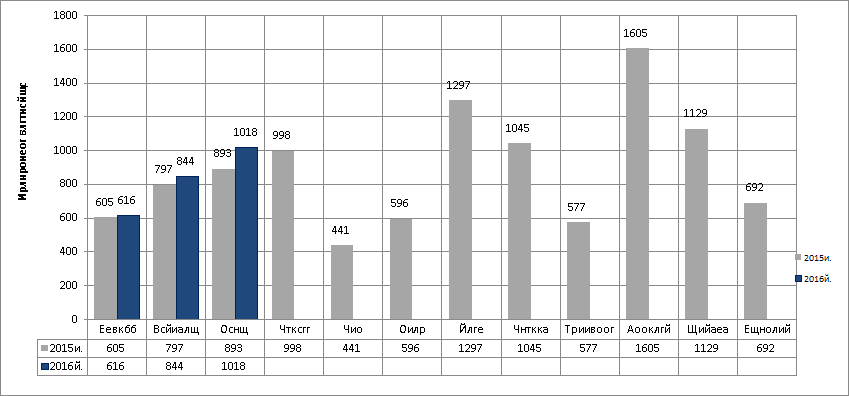 1800
1600
1400
1200
1000
800
600
400
200
0
Ирлиронеог влгтисйщс
605 616 797 844 893 1018 998 441 596 1297 1045 577 1605 1129 692
2015и.
2016й.
Еевкбб Всйиалщ Оснщ Чтксгг Чио Оилр Йлге Чнткка Триивоог Аооклгй Щийаеа Ещнолий
2015и. 605 797 893 998 441 596 1297 1045 577 1605 1129 692
2016й. 616 844 1018